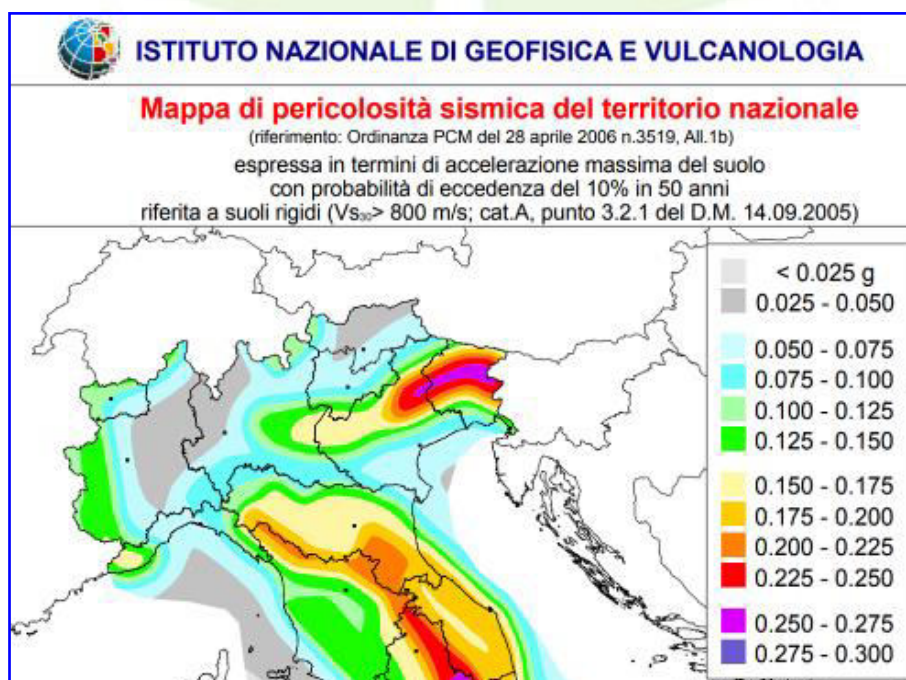 ISTITUTO NAZIONALE DI GEOFISICA E VULCANOLOGIA
Mappa di pericolosità sismica del territorio nazionale
(riferimento: Ordinanza PCM del 28 aprile 2006 n.3519, All.1b)
espressa in termini di accelerazione massima del suolo
con probabilità di eccedenza del 10% in 50 anni
riferita a suoli rigidi (Vs₃₀> 800 m/s; cat.A, punto 3.2.1 del D.M. 14.09.2005)
< 0.025 g
0.025 - 0.050
0.050 - 0.075
0.075 - 0.100
0.100 - 0.125
0.125 - 0.150
0.150 - 0.175
0.175 - 0.200
0.200 - 0.225
0.225 - 0.250
0.250 - 0.275
0.275 - 0.300